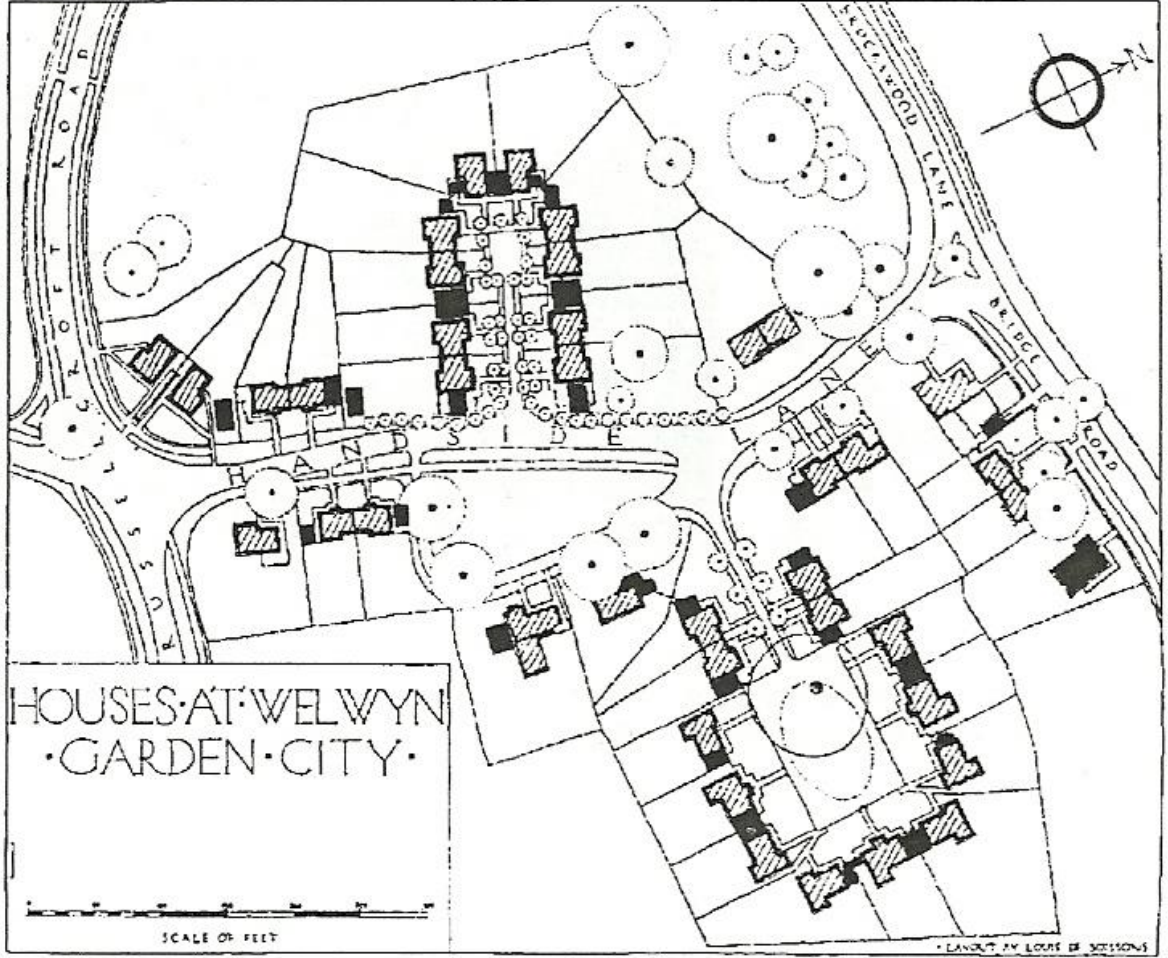 RUSSELLCROFT ROAD
BROCKSWOOD LANE
N
BRIDGE ROAD
HANDSIDE LANE
HOUSES·AT·WELWYN
·GARDEN·CITY·
SCALE OF FEET
·LAYOUT BY LOUIS DE SOISSONS